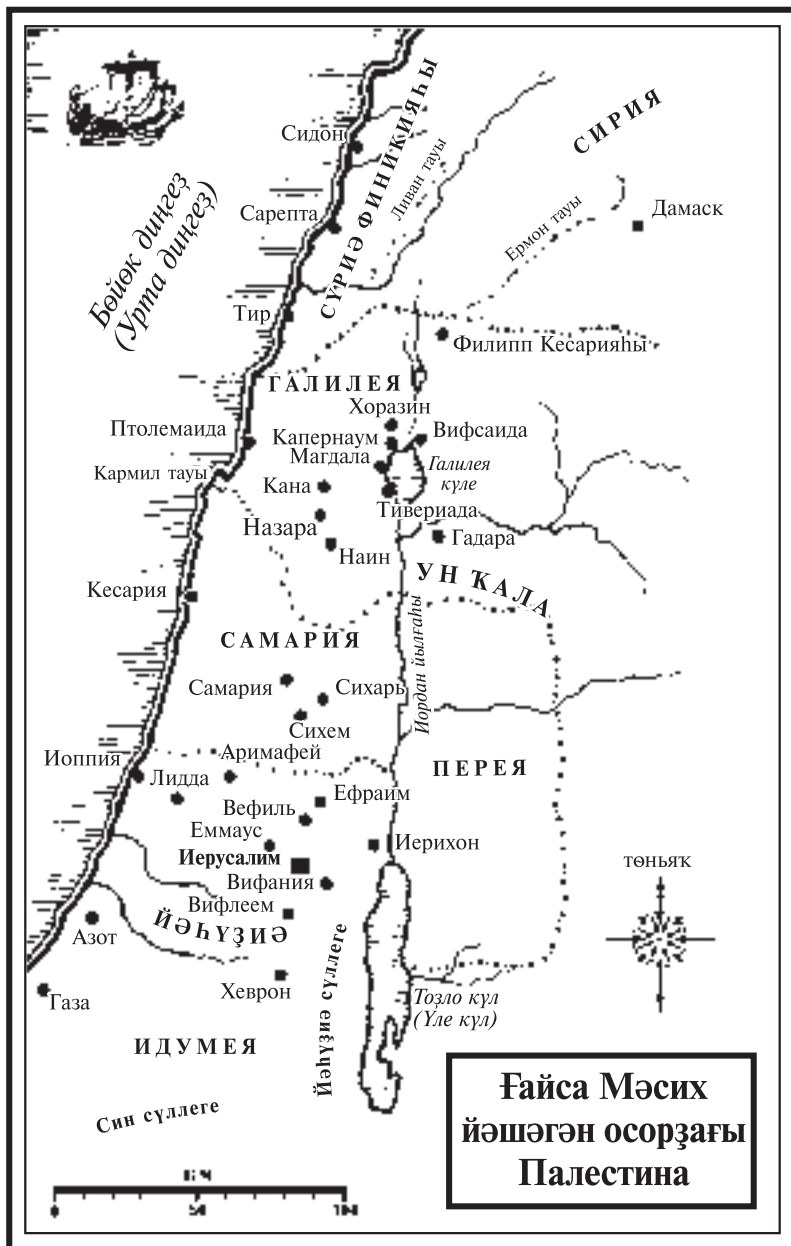 Сидон
СҮРИӘ ФИНИКИЯҺЫ
Ливан тауы
СИРИЯ
Сарепта
Дамаск
Ермон тауы
Бөйөк диңгеҙ
(Урта диңгеҙ)
Тир
Филипп Кесарияһы
ГАЛИЛЕЯ
Хоразин
Птолемаида
Капернаум
Вифсаида
Магдала
Кармил тауы
Галилея
күле
Кана
Тивериада
Назара
Гадара
Наин
УН ҠАЛА
Кесария
САМАРИЯ
Иордан йылғаһы
Самария
Сихарь
Сихем
Иоппия
Аримафей
ПЕРЕЯ
Лидда
Ефраим
Вефиль
Еммаус
Иерусалим
Иерихон
төньяҡ
Вифания
Вифлеем
ЙӘҺҮҘИӘ
Азот
Йәһүҙиә сүллеге
Хеврон
Тоҙло күл
(Үле күл)
Газа
ИДУМЕЯ
Син сүллеге
Ғайса Мәсих
йәшәгән осорҙағы
Палестина
КМ
0 50 100